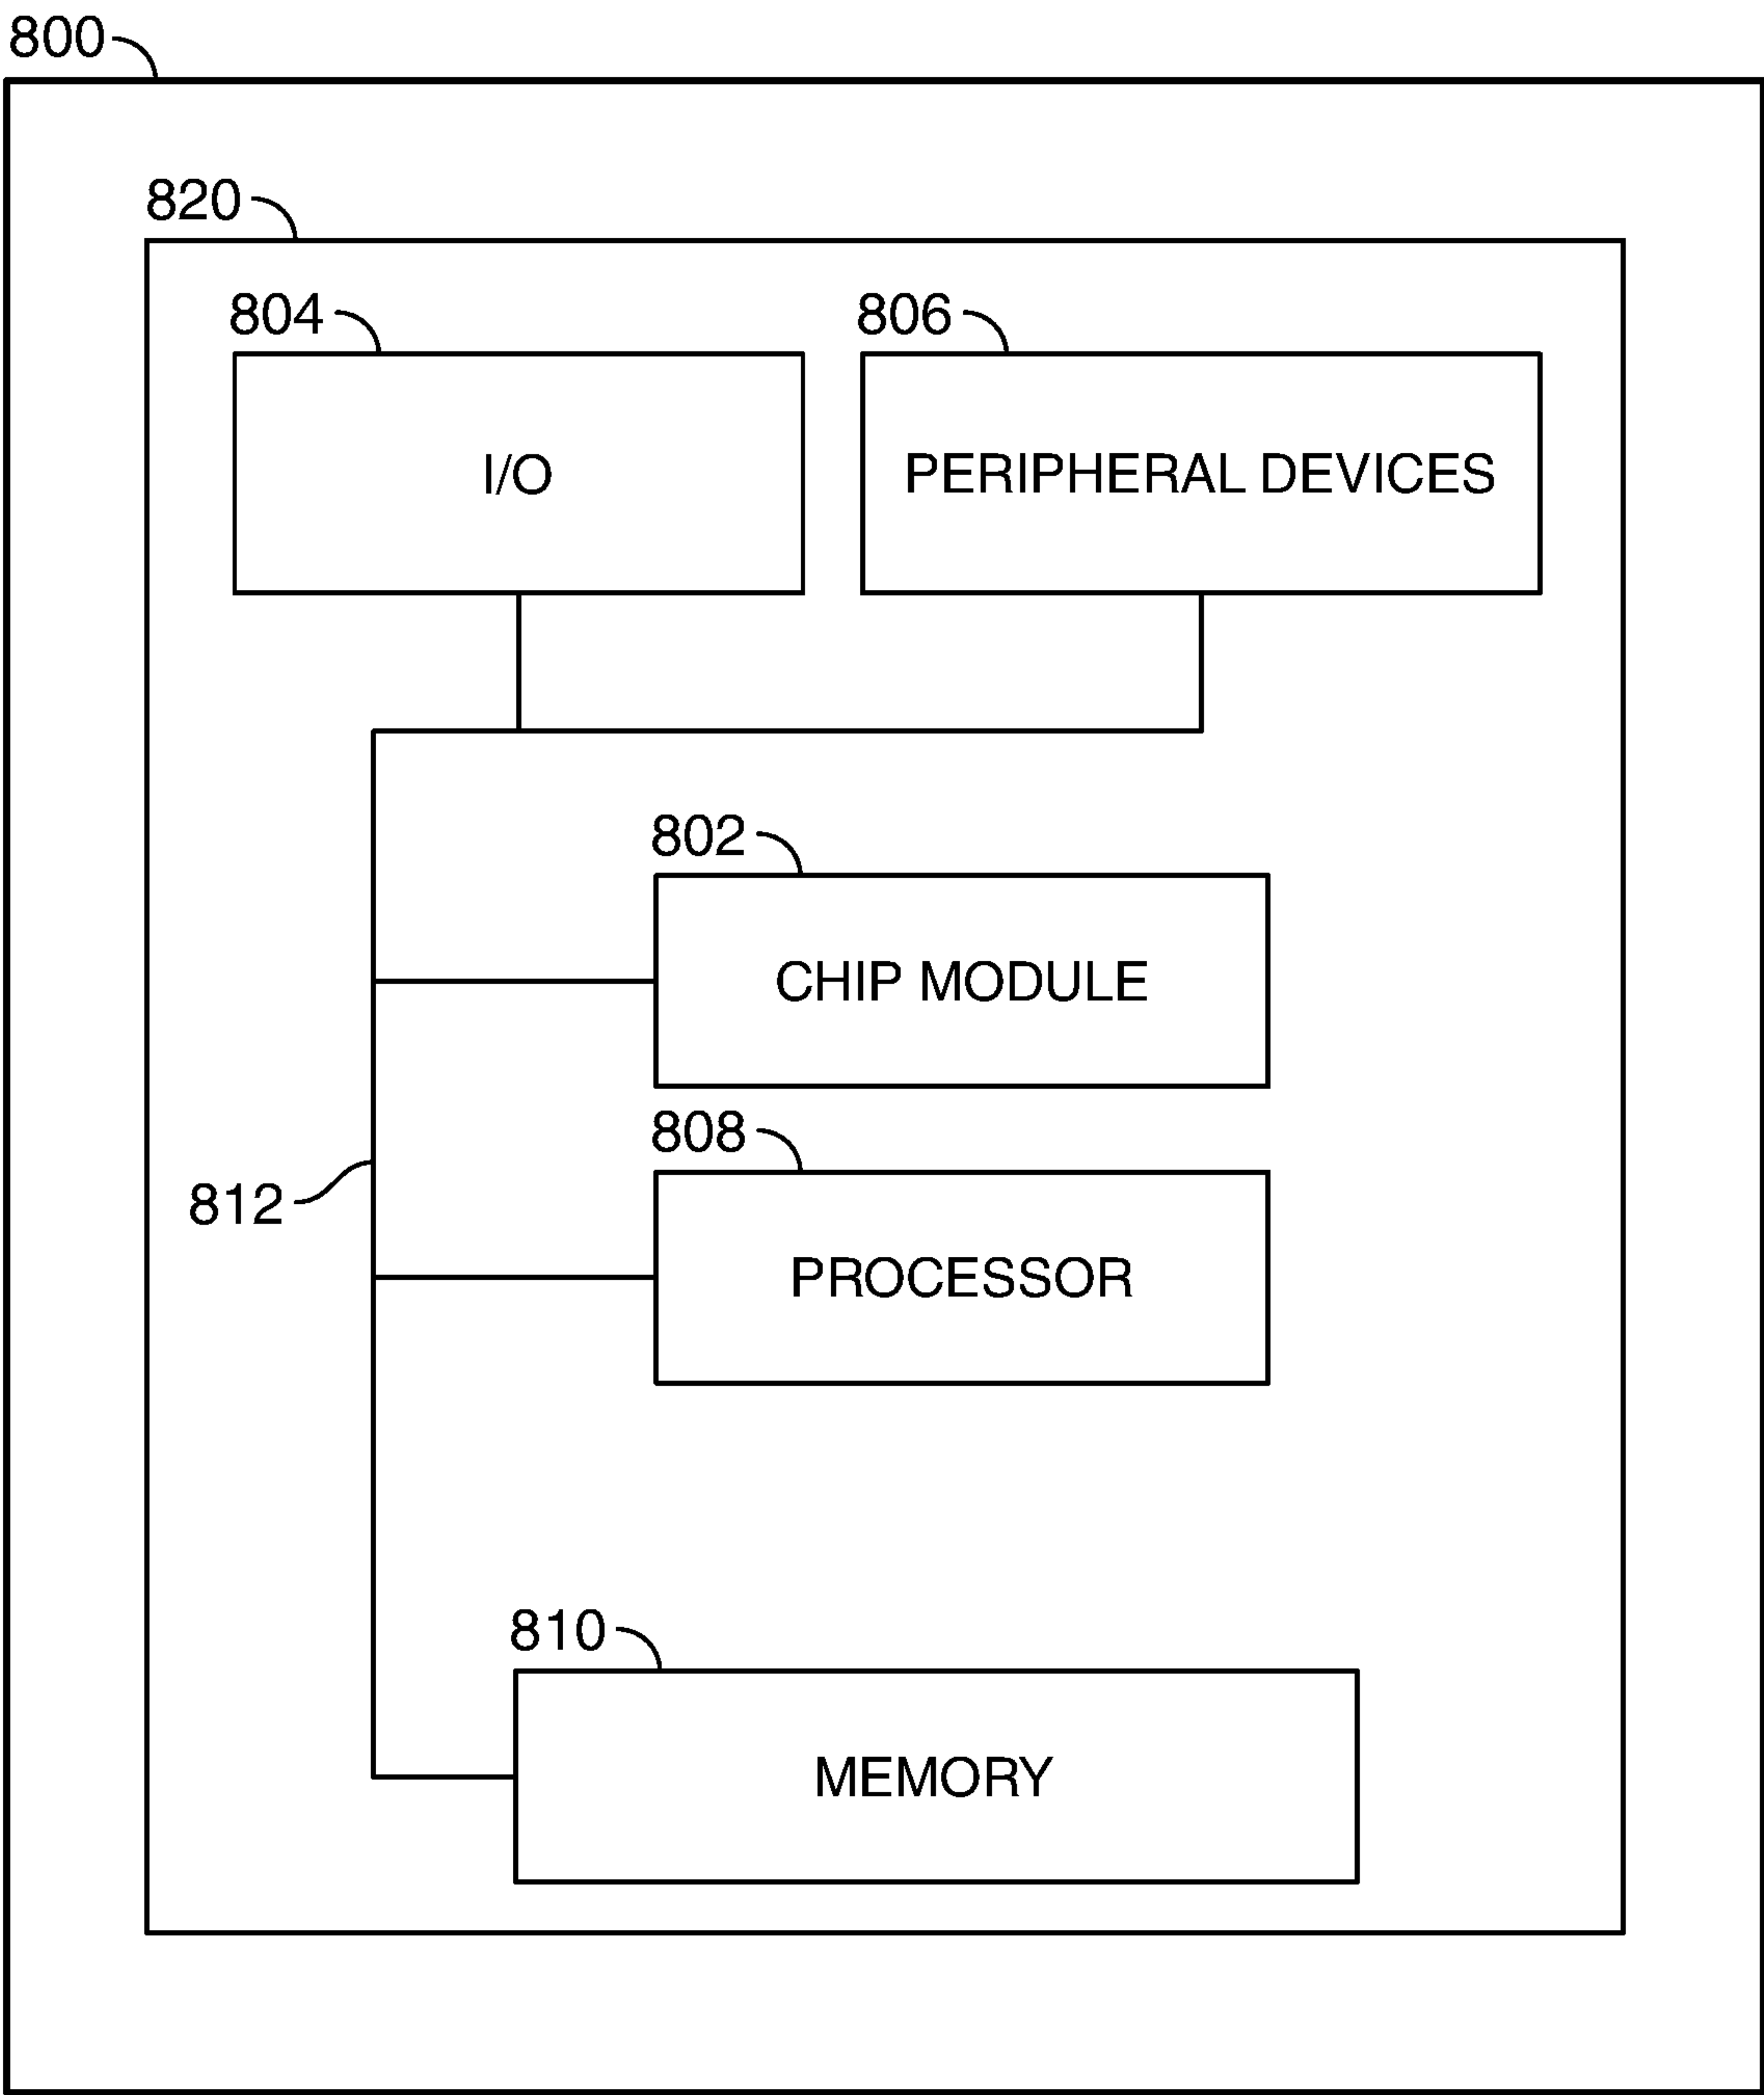 800
820
804
806
I/O
PERIPHERAL DEVICES
802
CHIP MODULE
808
812
PROCESSOR
810
MEMORY